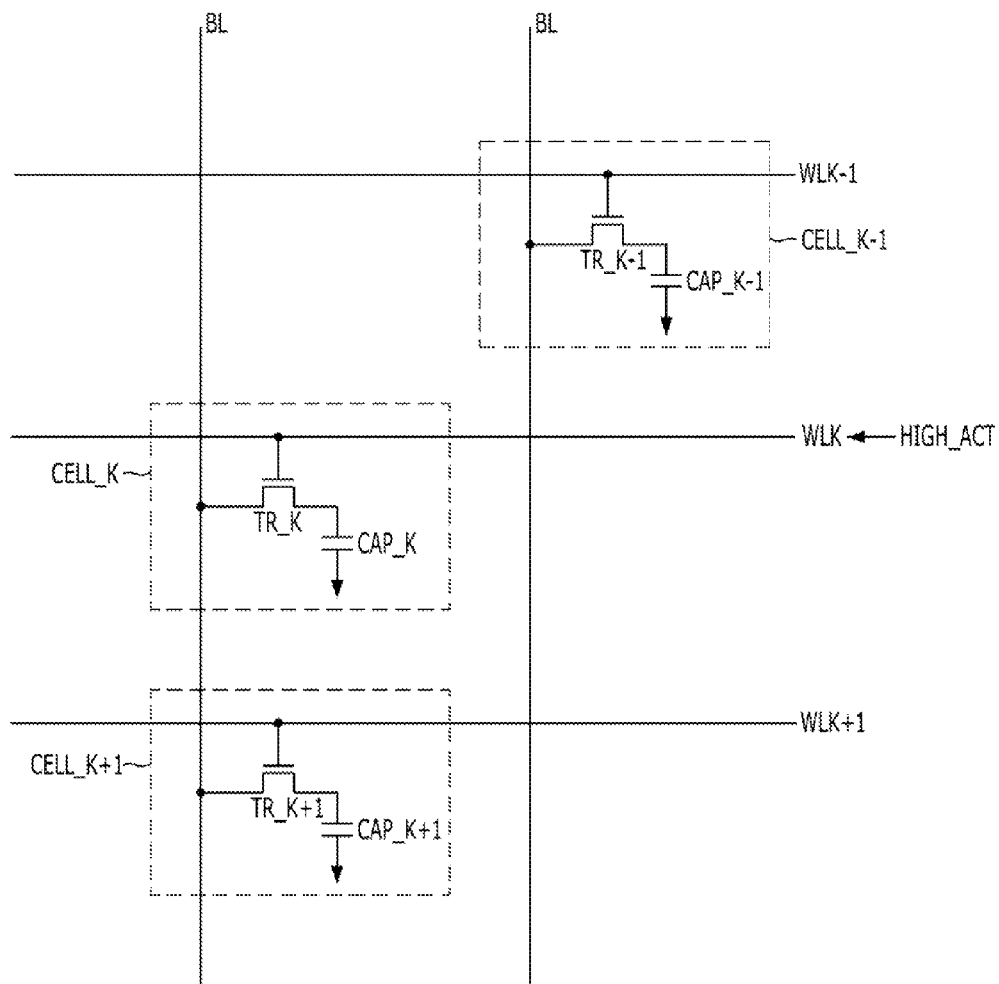 BL
BL
WLK-1
CELL_K-1
TR_K-1
CAP_K-1
WLK
HIGH_ACT
CELL_K
TR_K
CAP_K
WLK+1
CELL_K+1
TR_K+1
CAP_K+1